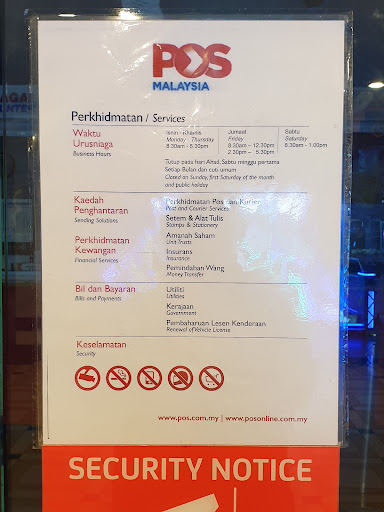 POS
MALAYSIA
Perkhidmatan / Services
Waktu
Urusniaga
Business Hours
Isnin - Khamis
Monday - Thursday
8.30am - 5.30pm
Jumaat
Friday
8.30am - 12.30pm
2.30pm - 5.30pm
Sabtu
Saturday
8.30am - 1.00pm
Tutup pada hari Ahad, Sabtu minggu pertama
Setiap Bulan dan cuti umum
Closed on Sunday, first Saturday of the month
and public holiday
Kaedah
Penghantaran
Sending Solutions
Perkhidmatan Pos dan Kurier
Post and Courier Services
Setem & Alat Tulis
Stamps & Stationery
Perkhidmatan
Kewangan
Financial Services
Amanah Saham
Unit Trusts
Insurans
Insurance
Pemindahan Wang
Money Transfer
Bil dan Bayaran
Bills and Payments
Utiliti
Utilities
Kerajaan
Government
Pembaharuan Lesen Kenderaan
Renewal of Vehicle License
Keselamatan
Security
www.pos.com.my | www.posonline.com.my
SECURITY NOTICE